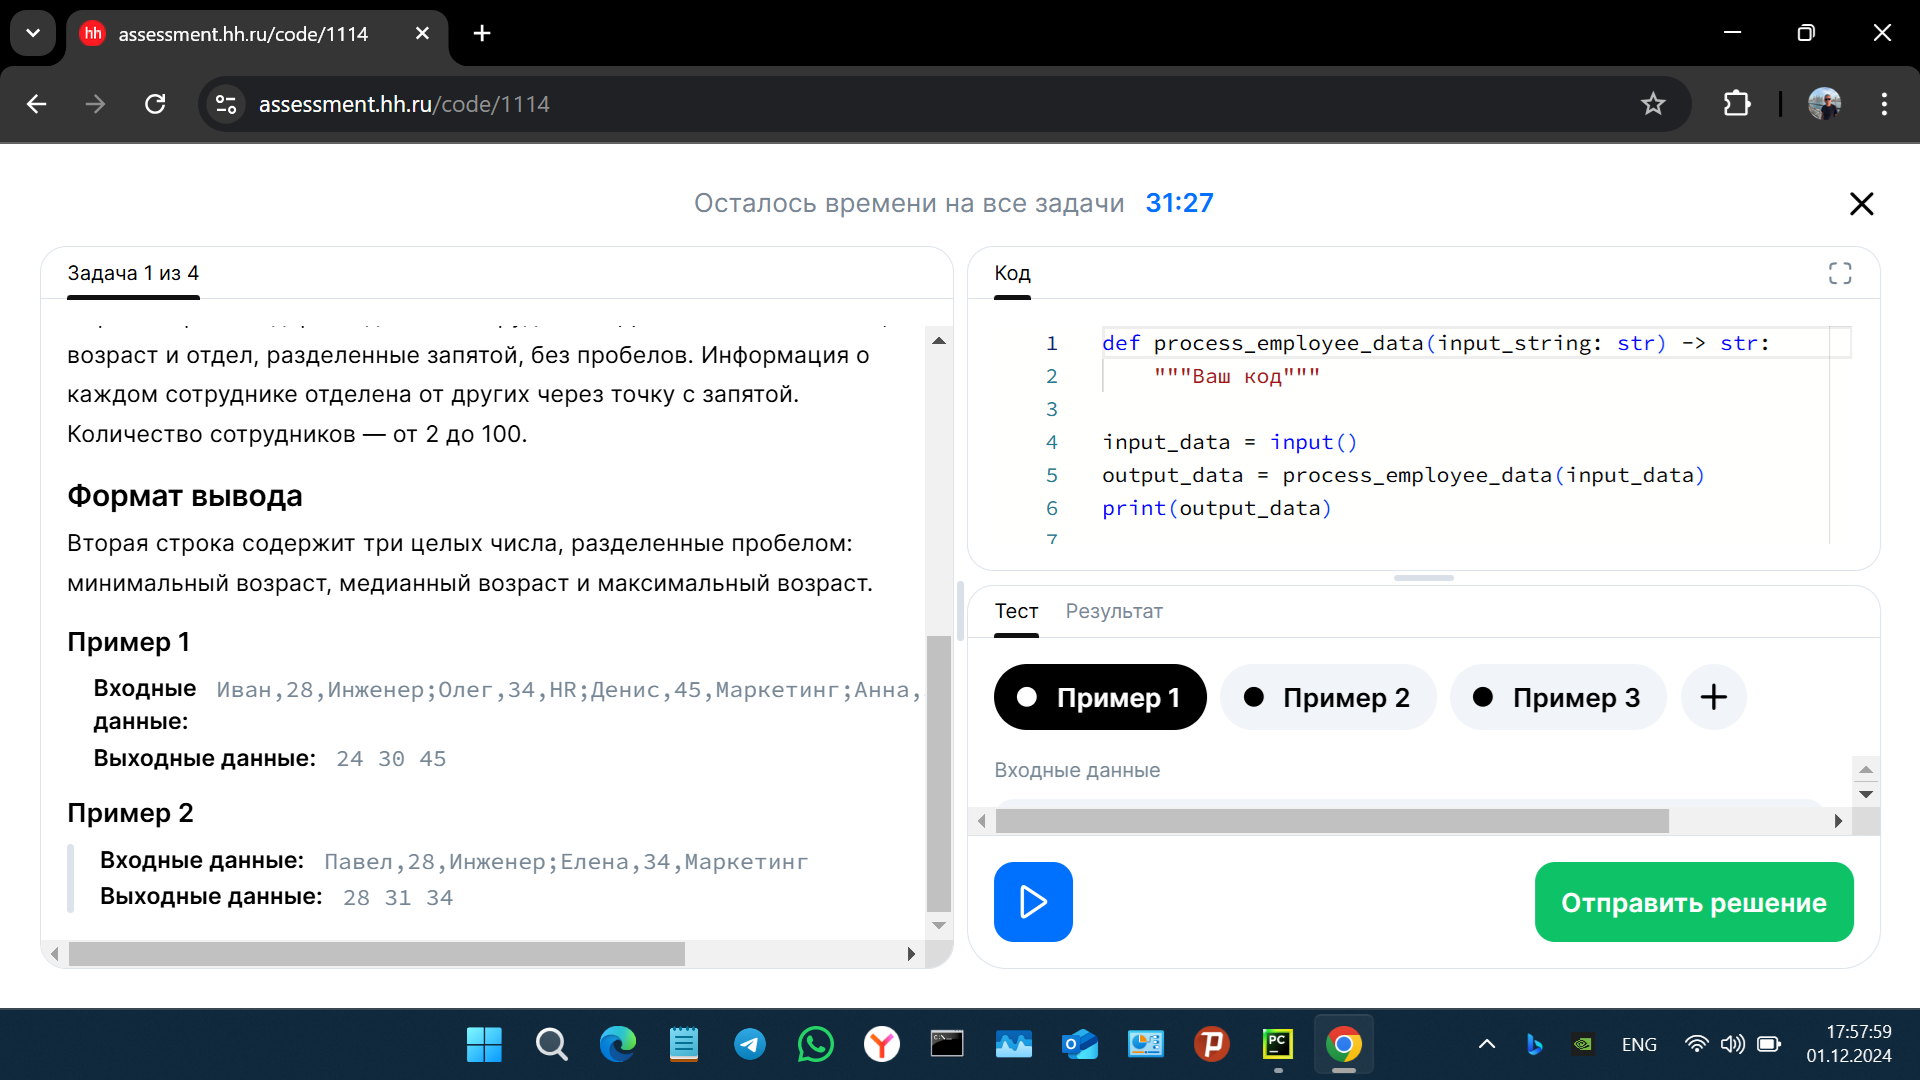 hh assessment.hh.ru/code/1114
assessment.hh.ru/code/1114
Осталось времени на все задачи 31:27
Задача 1 из 4
возраст и отдел, разделенные запятой, без пробелов. Информация о
каждом сотруднике отделена от других через точку с запятой.
Количество сотрудников — от 2 до 100.
Формат вывода
Вторая строка содержит три целых числа, разделенные пробелом:
минимальный возраст, медианный возраст и максимальный возраст.
Пример 1
Входные данные: Иван,28,Инженер;Олег,34,HR;Денис,45,Маркетинг;Анна,
Выходные данные: 24 30 45
Пример 2
Входные данные: Павел,28,Инженер;Елена,34,Маркетинг
Выходные данные: 28 31 34
Код
1 def process_employee_data(input_string: str) -> str:
2 """Ваш код"""
3
4 input_data = input()
5 output_data = process_employee_data(input_data)
6 print(output_data)
7
Тест Результат
Пример 1 Пример 2 Пример 3
Входные данные
Отправить решение
PC
ENG
17:57:59
01.12.2024